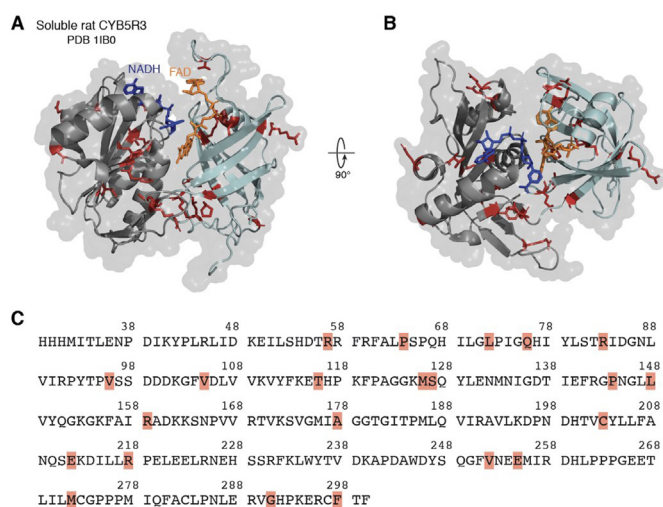 A
Soluble rat CYB5R3
PDB 1IB0
NADH
FAD
90°
B
C
38 48 58 68 78 88
HHHMITLENP DIKYPLRLID KEILSHDTRR FRFALPSPQH ILGLPIGQHI YLSTRIDGNL
98 108 118 128 138 148
VIRPYTPVSS DDDKGFVDLV VKVYFKETHP KFPAGGKMSQ YLENMNIGDT IEFRGPNGLL
158 168 178 188 198 208
VYQGKGKFAI RADKKSNPVV RTVKSVGMIA GGTGITPMLQ VIRAVLKDPN DHTVCYLLFA
218 228 238 248 258 268
NQSEKDILLR PELEELRNEH SSRFKLWYTV DKAPDAWDYS QGFVNEEMIR DHLPPPGEET
278 288 298
LILMCGPPPM IQFACLPNLE RVGHPKERCF TF